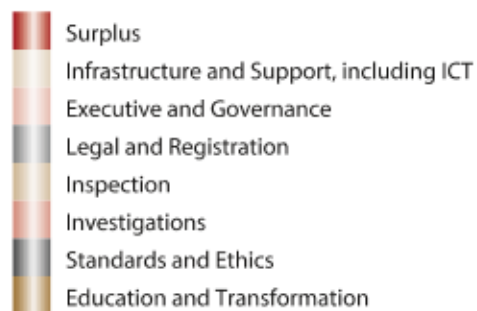 Surplus
Infrastructure and Support, including ICT
Executive and Governance
Legal and Registration
Inspection
Investigations
Standards and Ethics
Education and Transformation